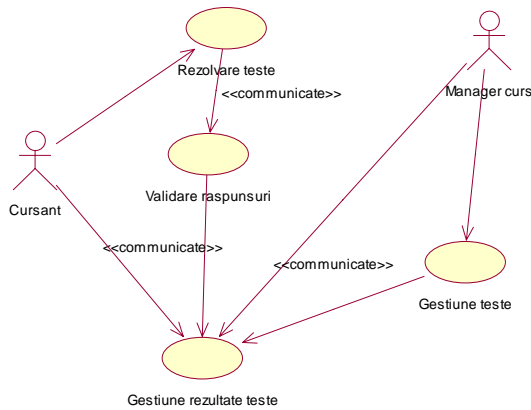 Rezolvare teste
<<communicate>>
Manager curs
Cursant
Validare raspunsuri
<<communicate>>
<<communicate>>
Gestiune teste
Gestiune rezultate teste